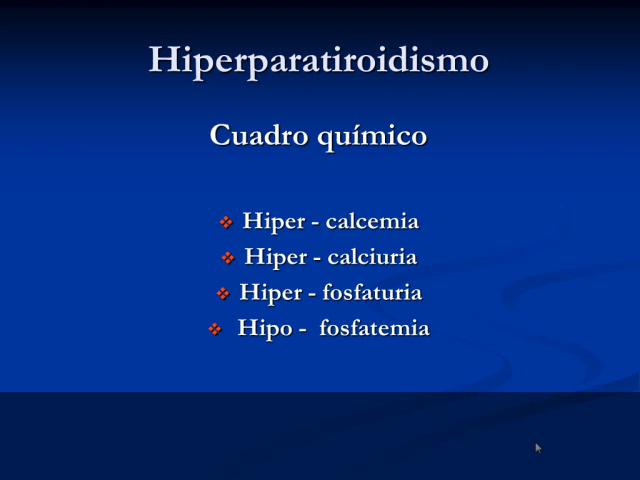 Hiperparatiroidismo
Cuadro químico
Hiper - calcemia
Hiper - calciuria
Hiper - fosfaturia
Hipo - fosfatemia